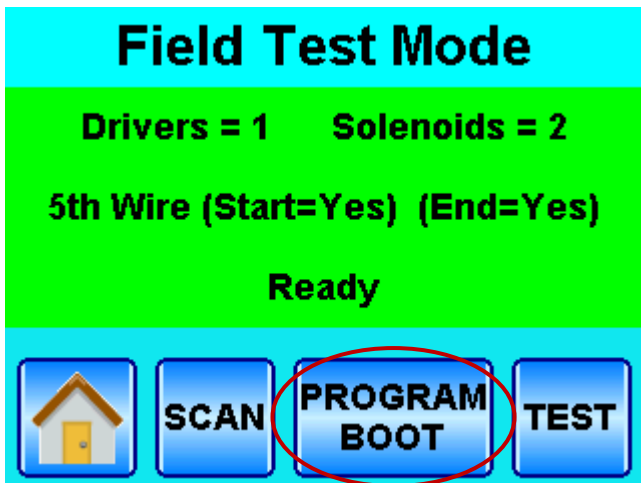 Field Test Mode
Drivers = 1 Solenoids = 2
5th Wire (Start=Yes) (End=Yes)
Ready
SCAN
PROGRAM
BOOT
TEST